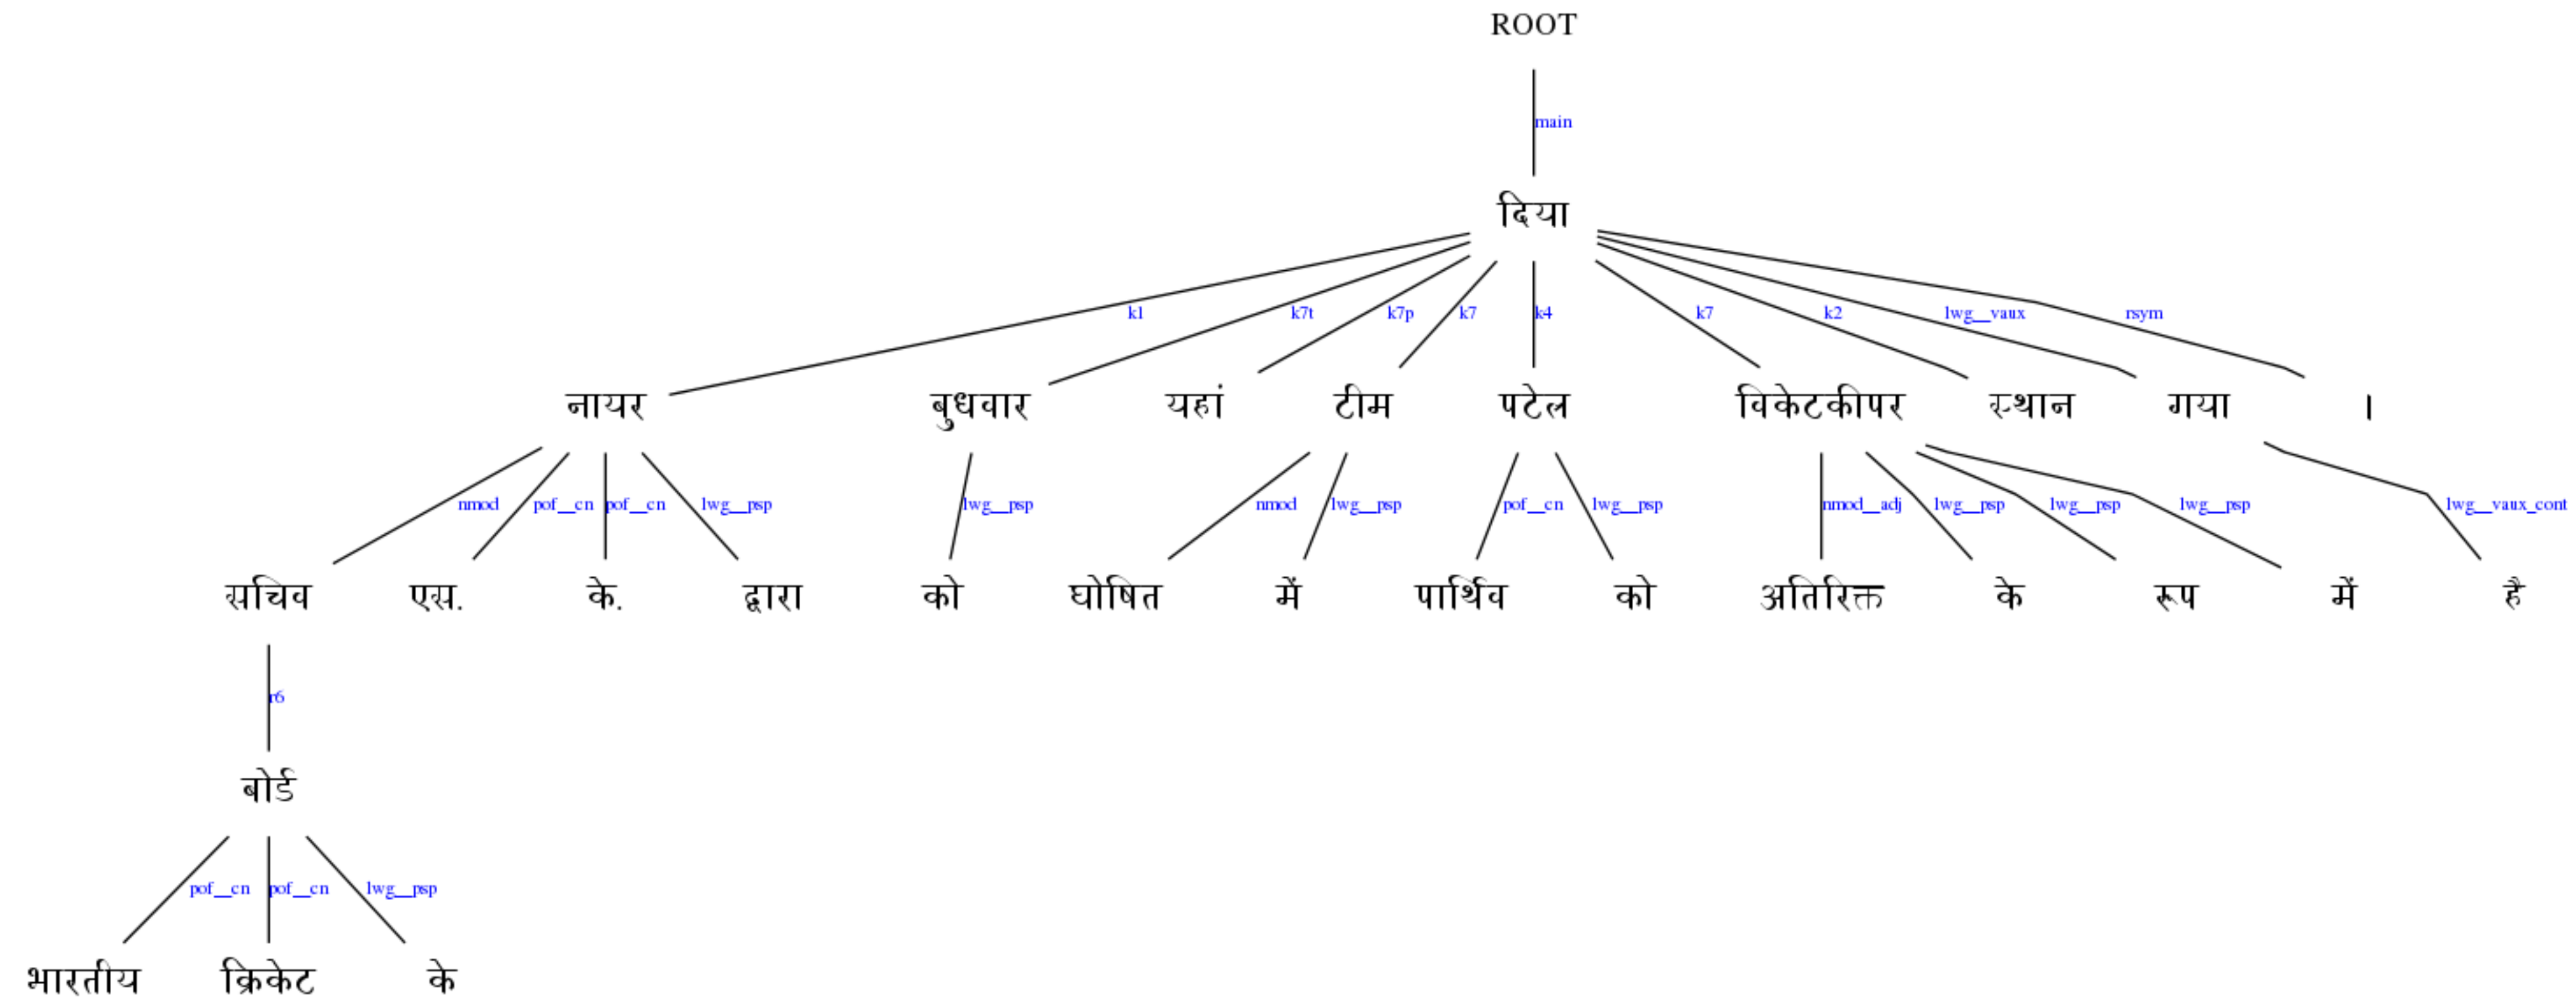 ROOT
main
दिया
k1 k7t k7p k7 k4 k7 k2 lwg__vaux rsym
नायर बुधवार यहां टीम पटेल विकेटकीपर स्थान गया ।
nmod pof__cn pof__cn lwg__psp lwg__psp nmod lwg__psp pof__cn lwg__psp nmod__adj lwg__psp lwg__psp lwg__psp lwg__vaux_cont
सचिव एस. के. द्वारा को घोषित में पार्थिव को अतिरिक्त के रूप में है
r6
बोर्ड
pof__cn pof__cn lwg__psp
भारतीय क्रिकेट के